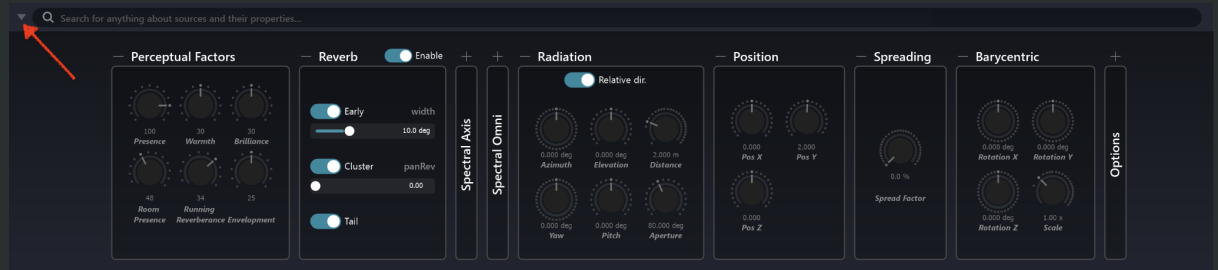 Search for anything about sources and their properties...
Perceptual Factors
Reverb
Enable
Radiation
Position
Spreading
Barycentric
Relative dir.
100
Presence
30
Warmth
30
Brilliance
48
Room
Presence
34
Running
Reverberance
25
Envelopment
Early
width
10.0 deg
Cluster
panRev
0.00
Tail
Spectral Axis
Spectral Omni
0.000 deg
Azimuth
0.000 deg
Elevation
2.000 m
Distance
0.000 deg
Yaw
0.000 deg
Pitch
80.000 deg
Aperture
0.000
Pos X
2.000
Pos Y
0.000
Pos Z
0.0 %
Spread Factor
0.000 deg
Rotation X
0.000 deg
Rotation Y
0.000 deg
Rotation Z
1.00 x
Scale
Options